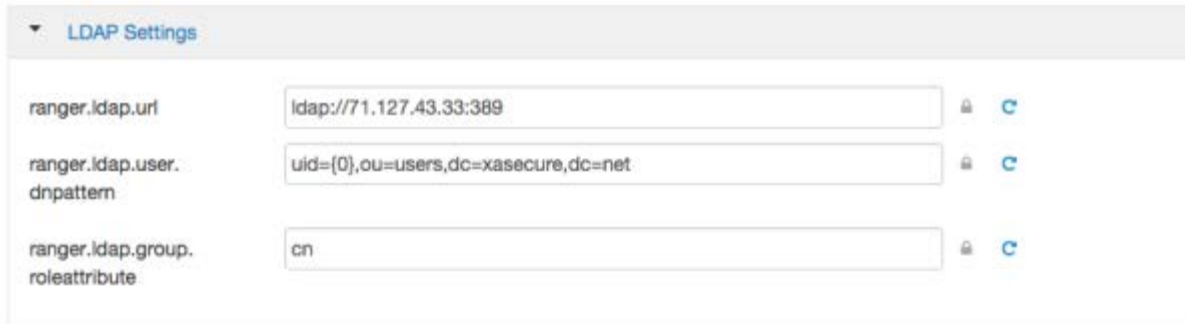 LDAP Settings
ranger.ldap.url
ldap://71.127.43.33:389
ranger.ldap.user.
dnpattern
uid={0},ou=users,dc=xasecure,dc=net
ranger.ldap.group.
roleattribute
cn